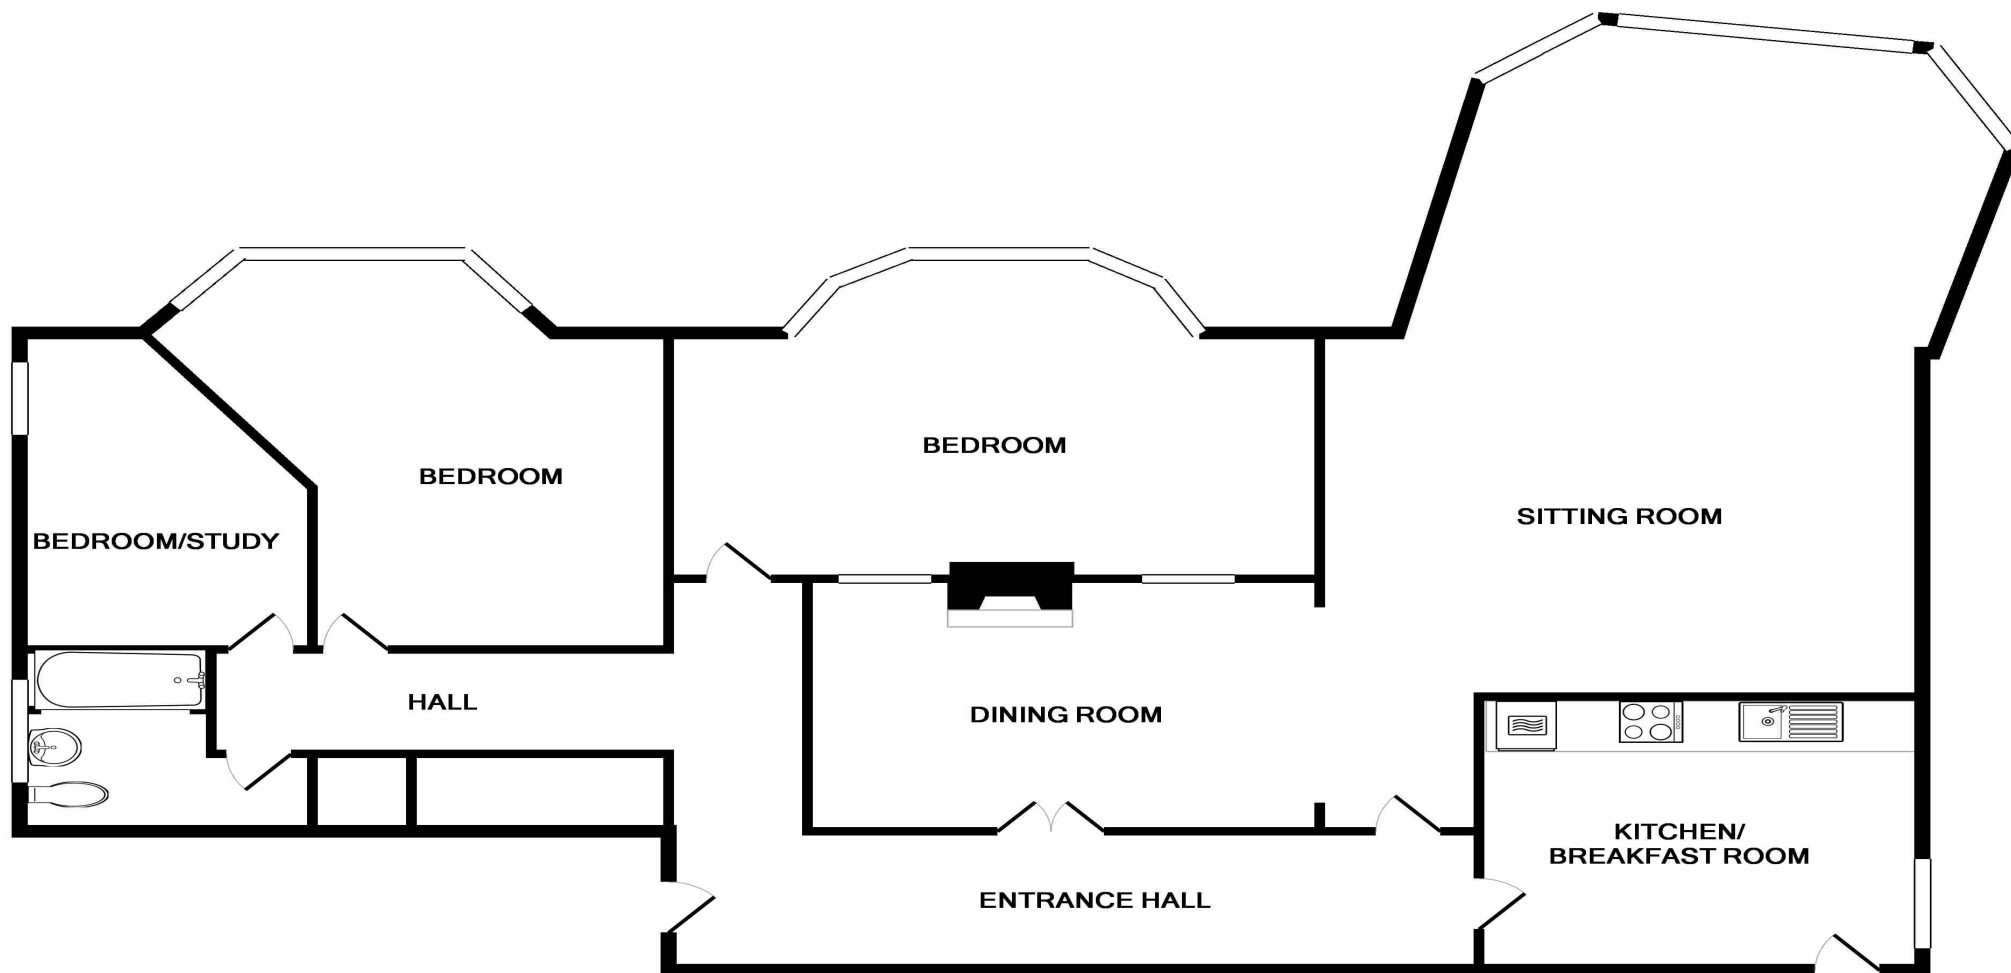 BEDROOM
BEDROOM
BEDROOM/STUDY
SITTING ROOM
HALL
DINING ROOM
KITCHEN/
BREAKFAST ROOM
ENTRANCE HALL